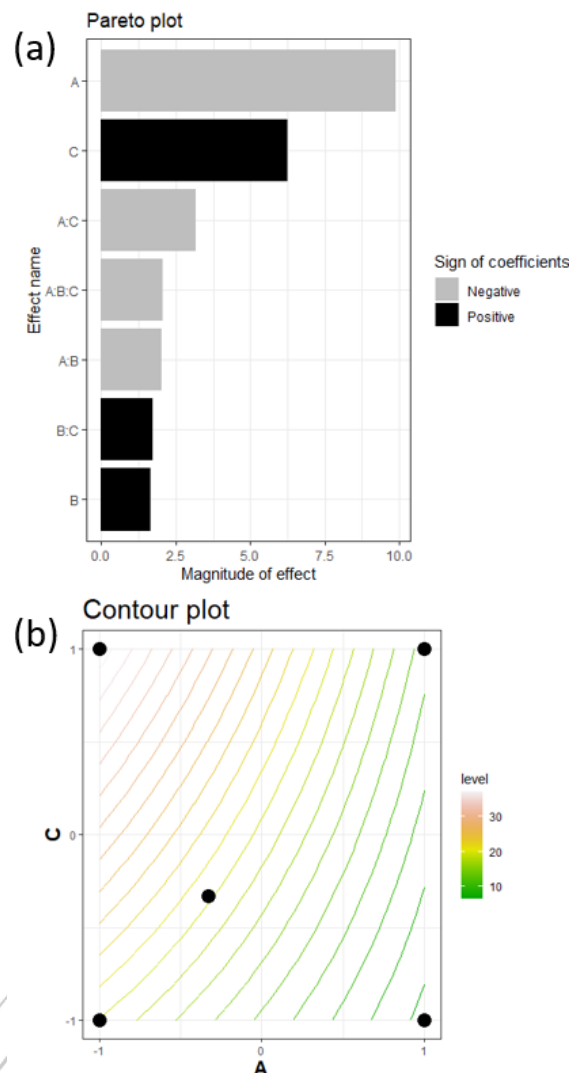 (a)
Pareto plot
A
C
A:C
A:B:C
A:B
B:C
B
Effect name
0.0 2.5 5.0 7.5 10.0
Magnitude of effect
Sign of coefficients
Negative
Positive
(b)
Contour plot
1
0
-1
C
-1 0 1
A
level
30
20
10